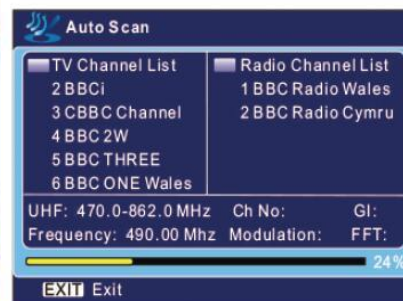 Auto Scan
TV Channel List
2 BBCi
3 CBBC Channel
4 BBC 2W
5 BBC THREE
6 BBC ONE Wales
Radio Channel List
1 BBC Radio Wales
2 BBC Radio Cymru
UHF: 470.0-862.0 MHz Ch No: GI:
Frequency: 490.00 Mhz Modulation: FFT:
24%
EXIT Exit